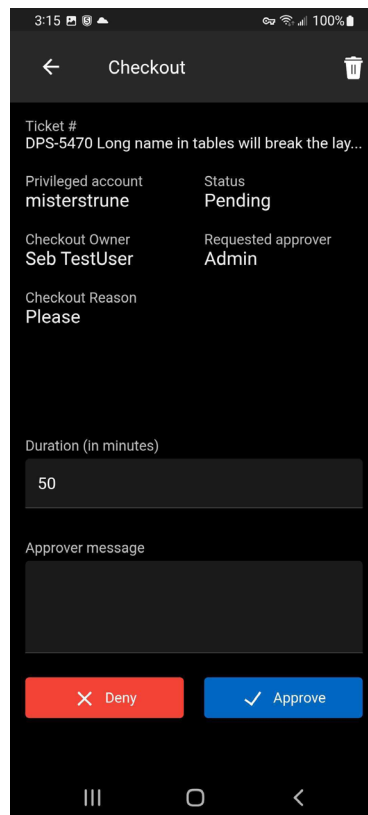 3:15
100%
Checkout
Ticket #
DPS-5470 Long name in tables will break the lay...
Privileged account
Status
misterstrune
Pending
Checkout Owner
Requested approver
Seb TestUser
Admin
Checkout Reason
Please
Duration (in minutes)
50
Approver message
Deny
Approve